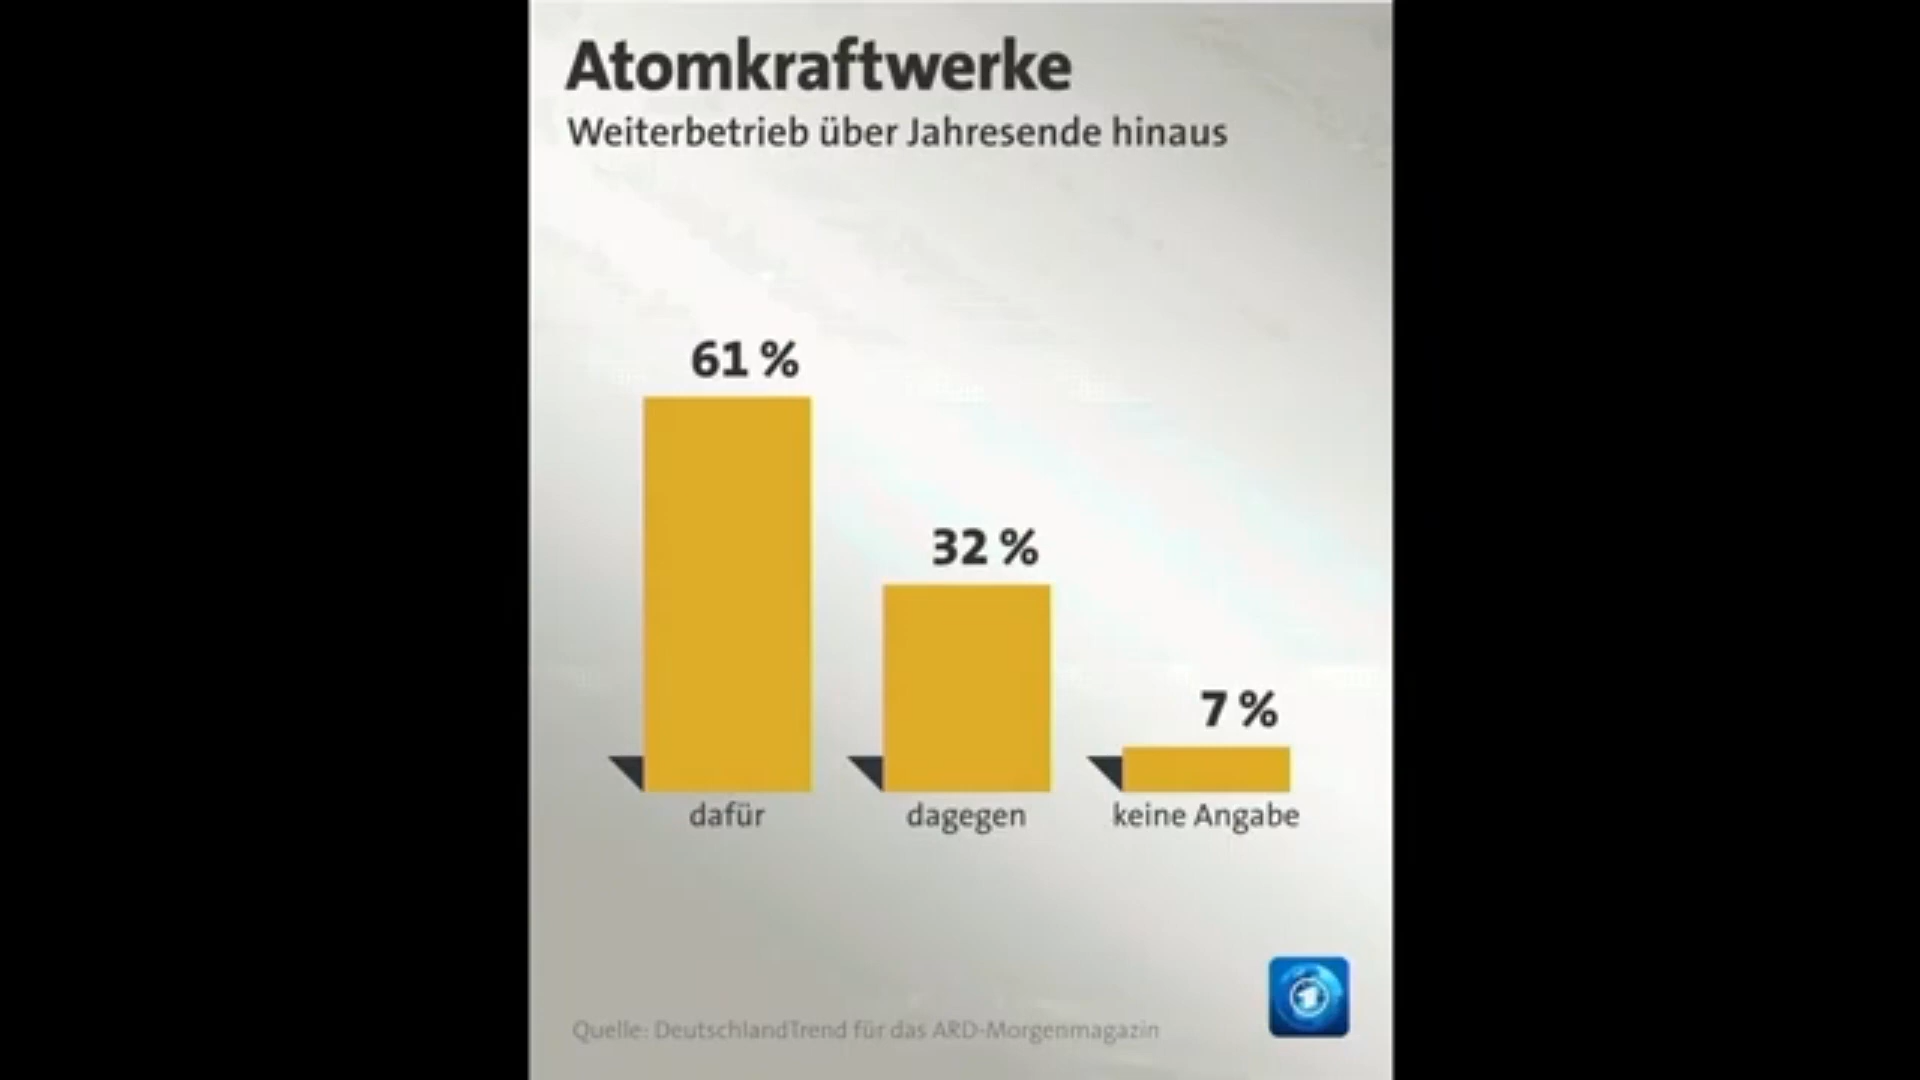 Atomkraftwerke
Weiterbetrieb über Jahresende hinaus
61 %
32 %
7 %
dafür
dagegen
keine Angabe
Quelle: DeutschlandTrend für das ARD-Morgenmagazin